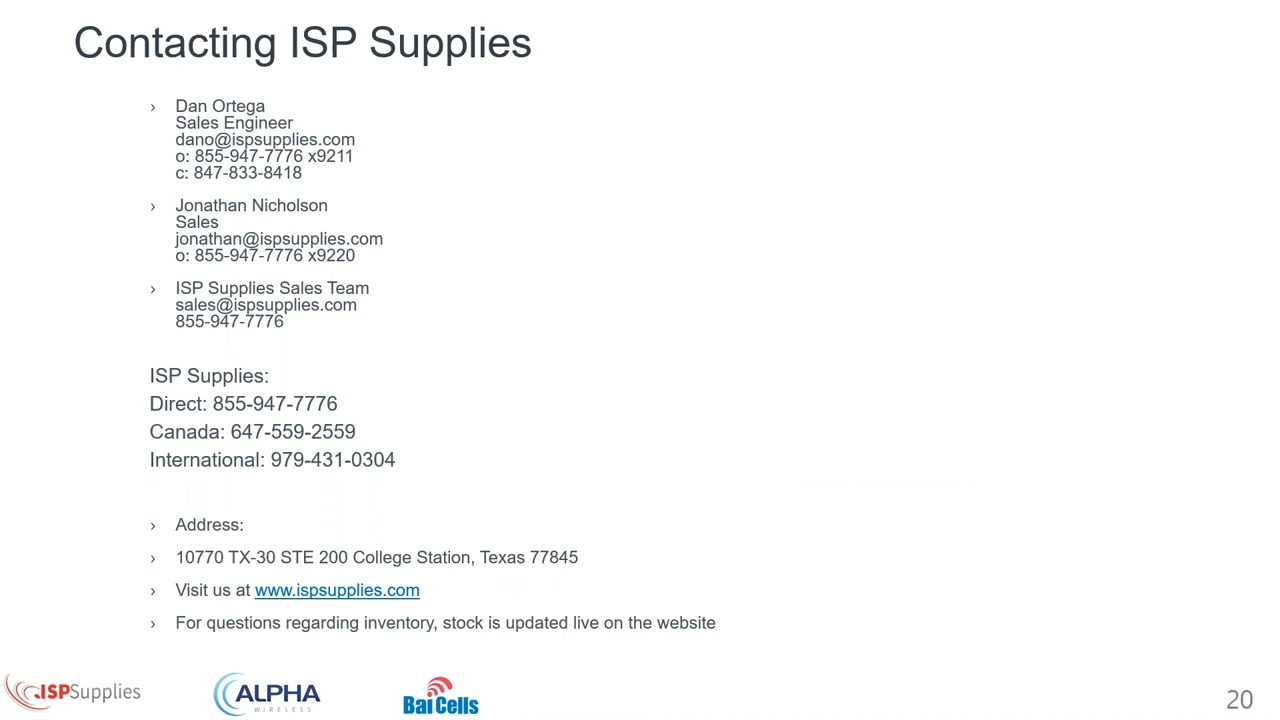 Contacting ISP Supplies
› Dan Ortega
Sales Engineer
dano@ispsupplies.com
o: 855-947-7776 x9211
c: 847-833-8418
› Jonathan Nicholson
Sales
jonathan@ispsupplies.com
o: 855-947-7776 x9220
› ISP Supplies Sales Team
sales@ispsupplies.com
855-947-7776
ISP Supplies:
Direct: 855-947-7776
Canada: 647-559-2559
International: 979-431-0304
› Address:
› 10770 TX-30 STE 200 College Station, Texas 77845
› Visit us at www.ispsupplies.com
› For questions regarding inventory, stock is updated live on the website
ISPSupplies
ALPHA
WIRELESS
BaiCells
20